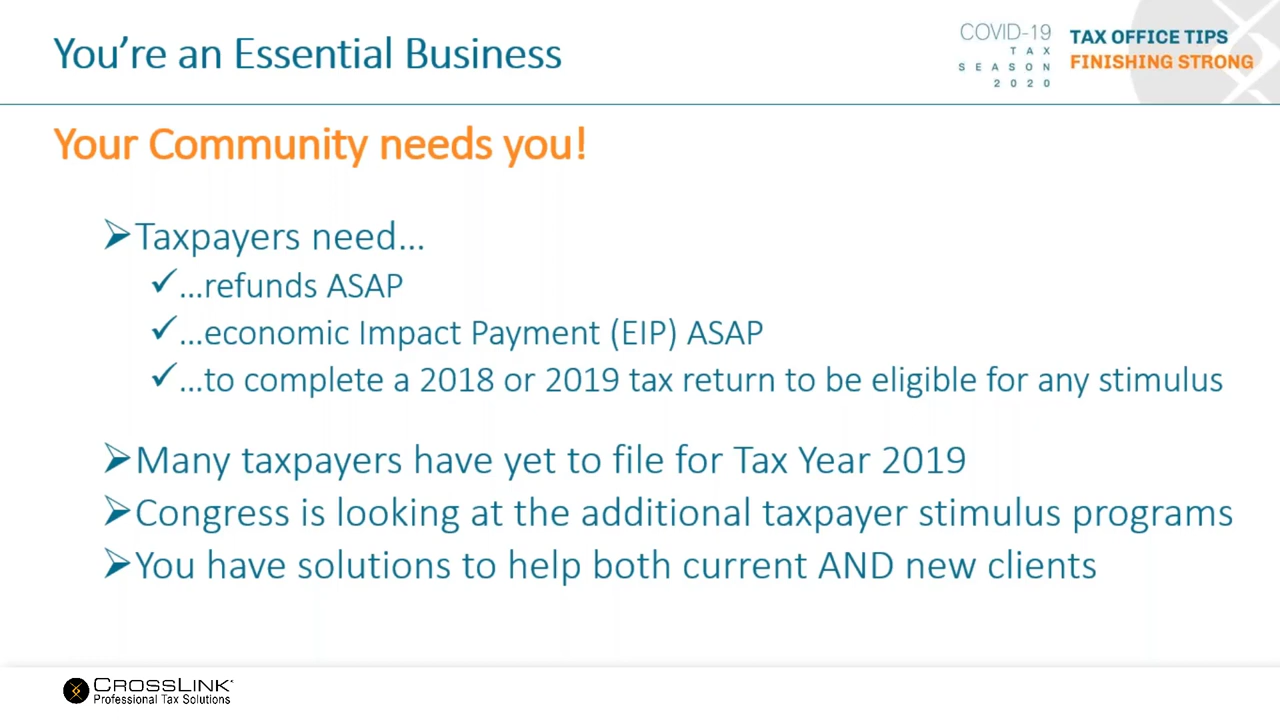 You're an Essential Business
COVID-19
TAX
SEASON
2020
TAX OFFICE TIPS
FINISHING STRONG
Your Community needs you!
Taxpayers need...
...refunds ASAP
...economic Impact Payment (EIP) ASAP
...to complete a 2018 or 2019 tax return to be eligible for any stimulus
Many taxpayers have yet to file for Tax Year 2019
Congress is looking at the additional taxpayer stimulus programs
You have solutions to help both current AND new clients
CROSSLINK
Professional Tax Solutions